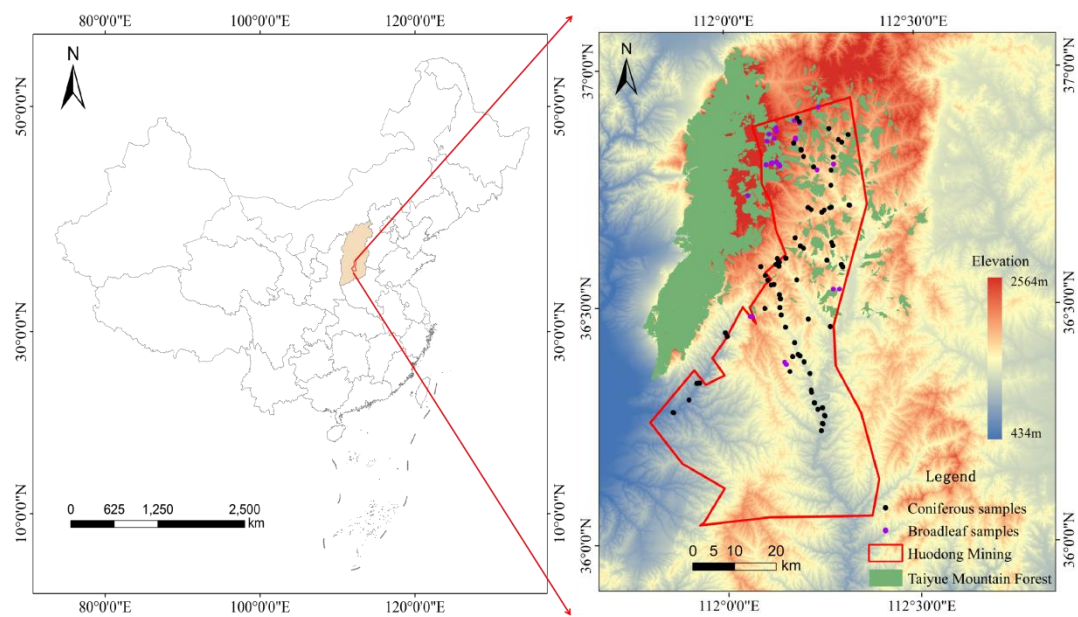 80°0'0"E 100°0'0"E 120°0'0"E
N
50°0'0"N
30°0'0"N
10°0'0"N
50°0'0"N
30°0'0"N
10°0'0"N
0 625 1,250 2,500
km
80°0'0"E 100°0'0"E 120°0'0"E
112°0'0"E 112°30'0"E
N
37°0'0"N
36°30'0"N
36°0'0"N
37°0'0"N
36°30'0"N
36°0'0"N
Elevation
2564m
434m
Legend
Coniferous samples
Broadleaf samples
Huodong Mining
Taiyue Mountain Forest
0 5 10 20
km
112°0'0"E 112°30'0"E